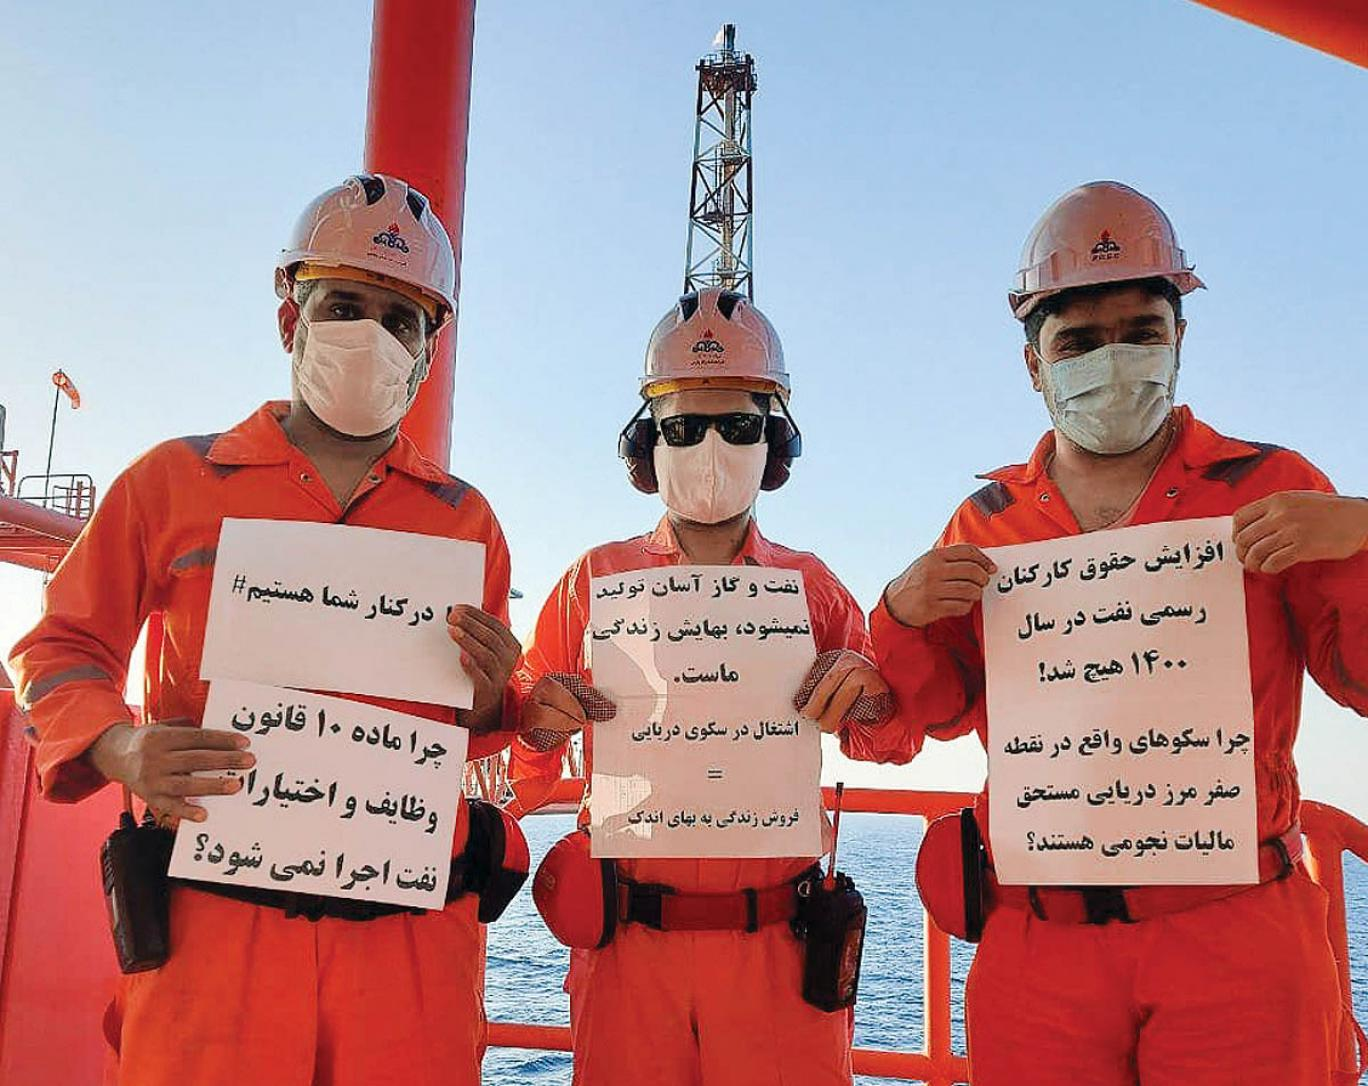 درکنار شما هستیم#
چرا ماده ۱۰ قانون
وظایف و اختیارات
نفت اجرا نمی شود؟
نفت و گاز آسان تولید
نمیشود، بهایش زندگی
ماست.
اشتغال در سکوی دریایی
=
فروش زندگی به بهای اندک
افزایش حقوق کارکنان
رسمی نفت در سال
۱۴۰۰ هیچ شد!
چرا سکوهای واقع در نقطه
صفر مرز دریایی مستحق
مالیات نجومی هستند؟